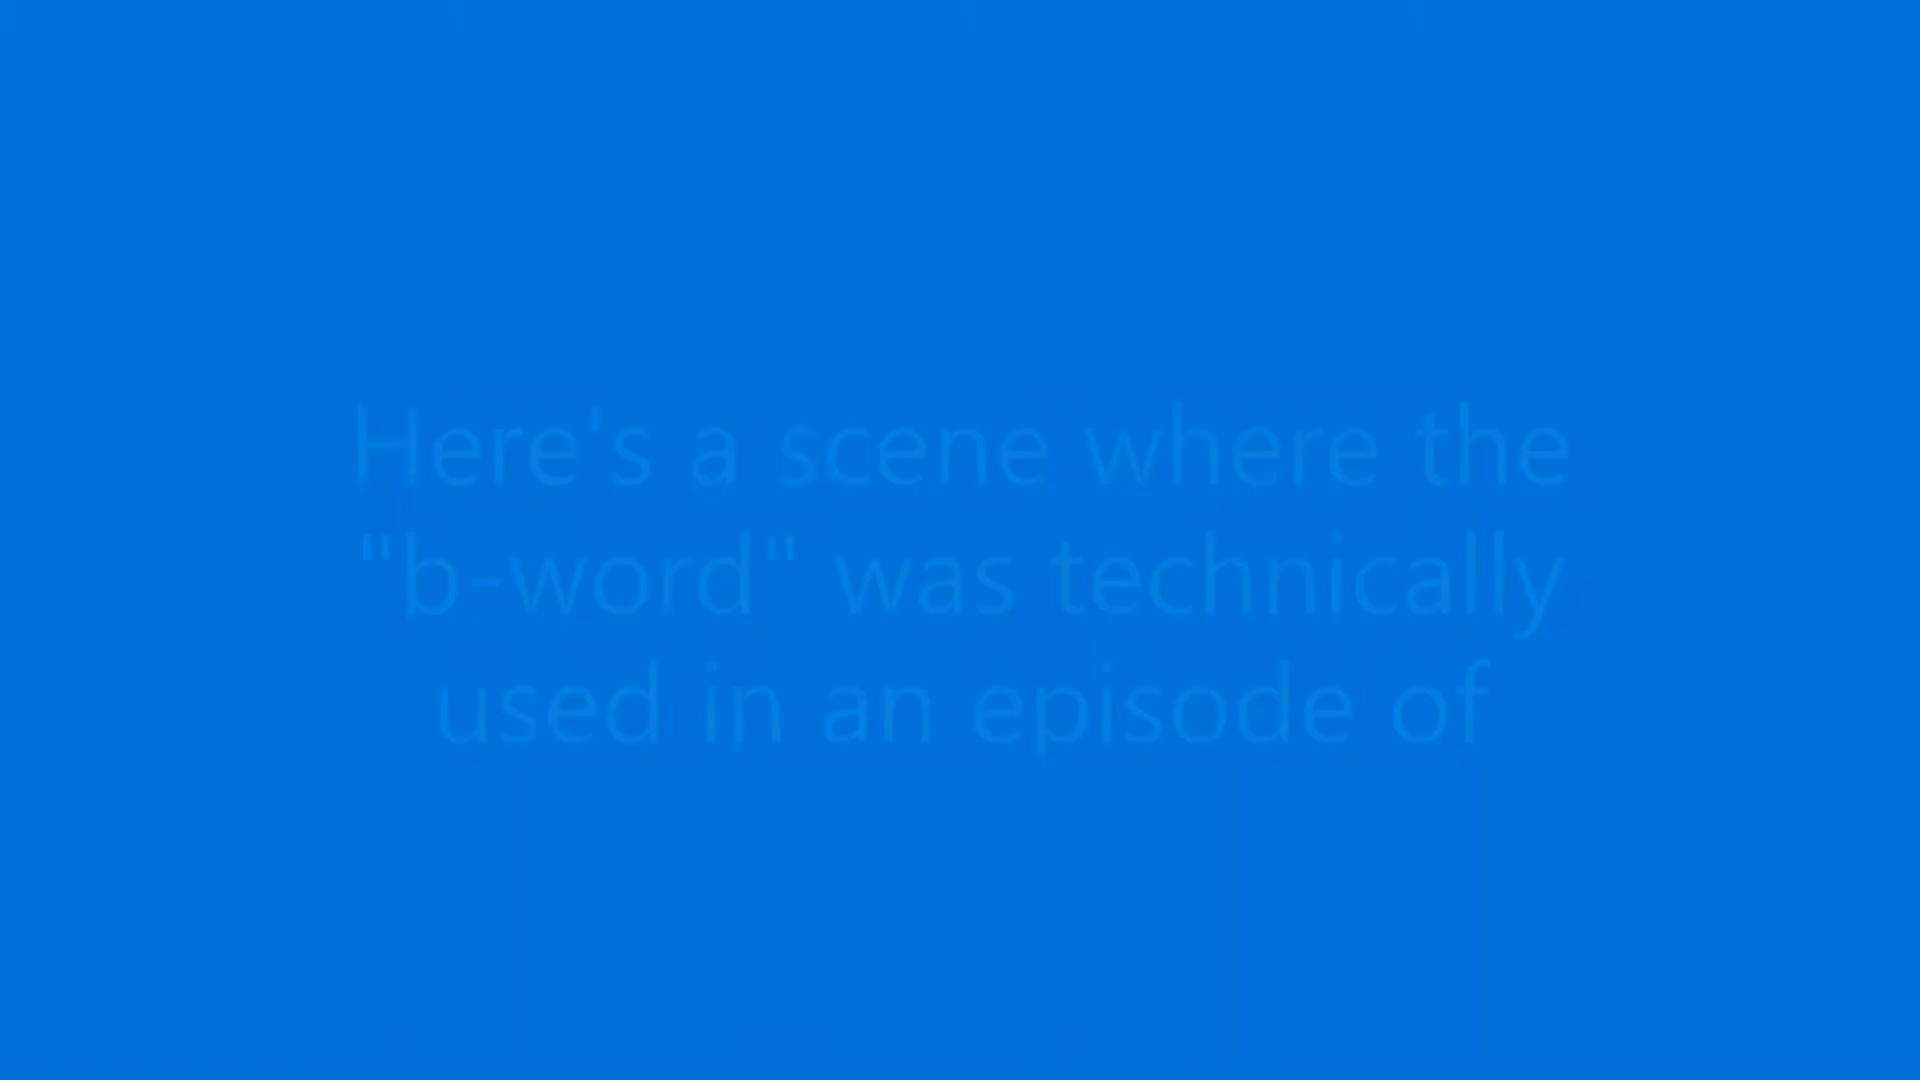 Here's a scene where the
"b-word" was technically
used in an episode of